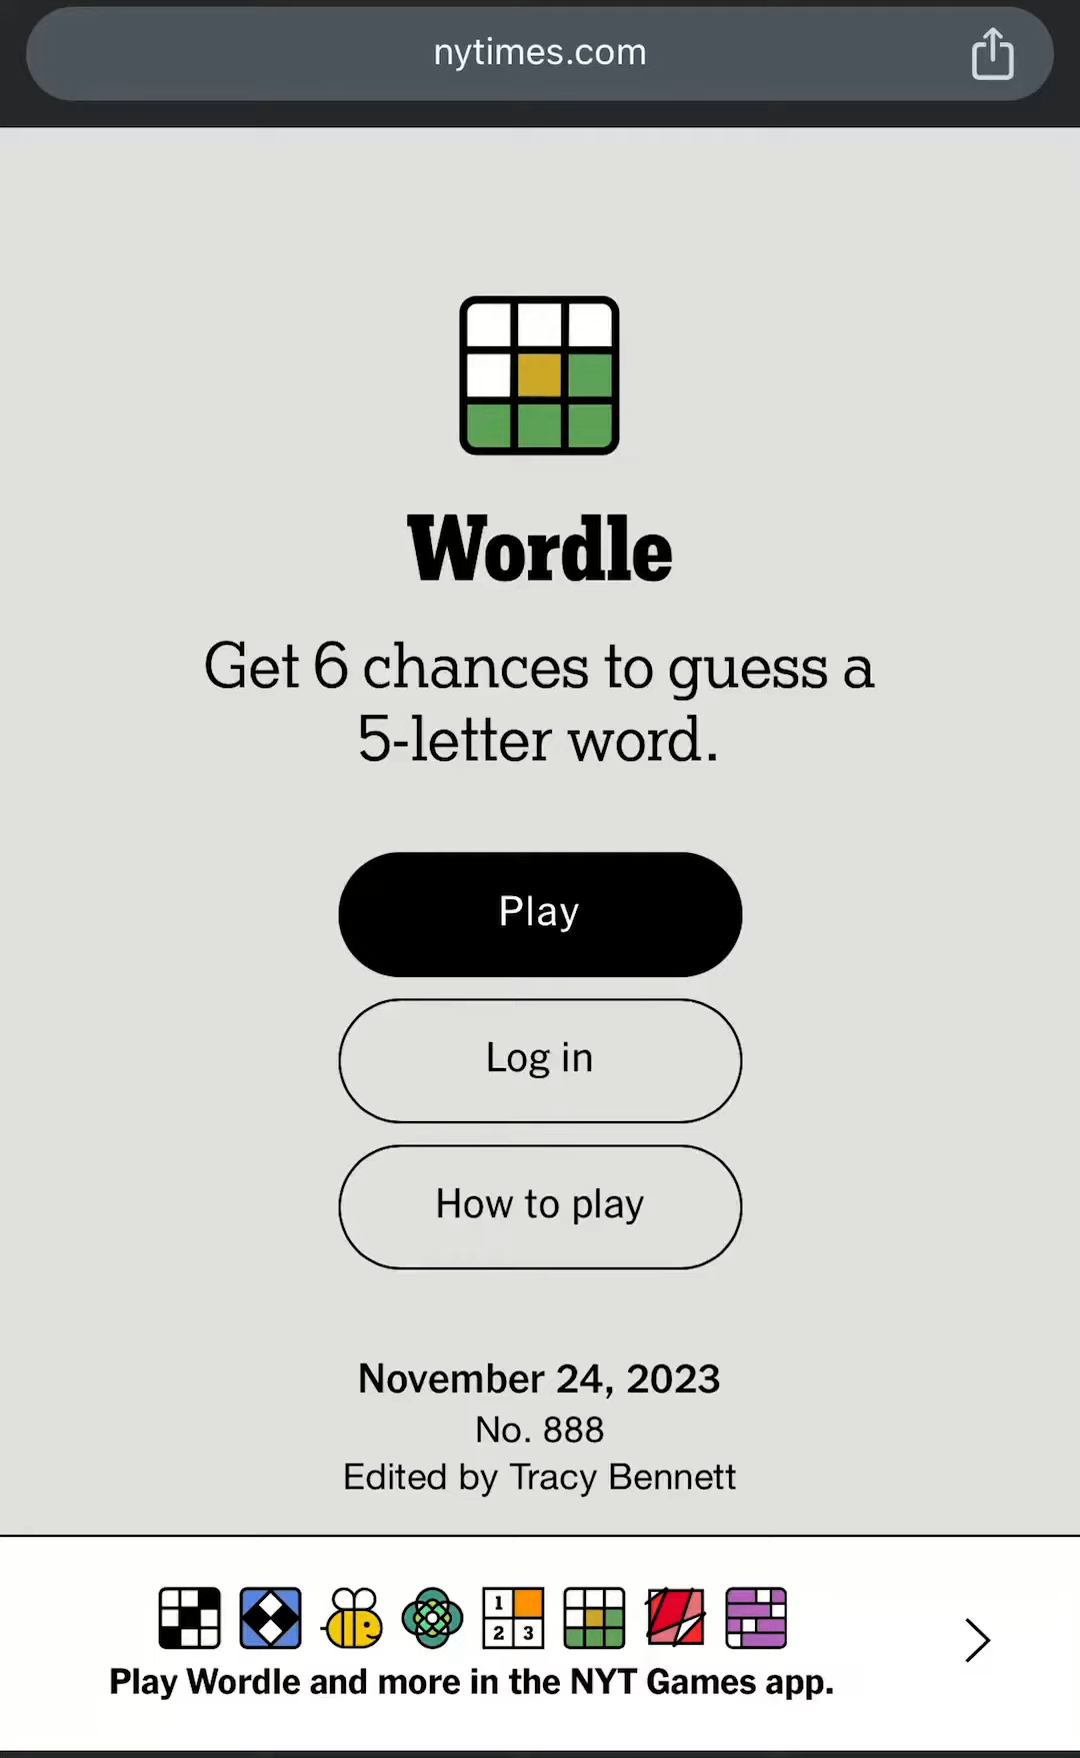 nytimes.com
Wordle
Get 6 chances to guess a
5-letter word.
Play
Log in
How to play
November 24, 2023
No. 888
Edited by Tracy Bennett
1
2 3
Play Wordle and more in the NYT Games app.